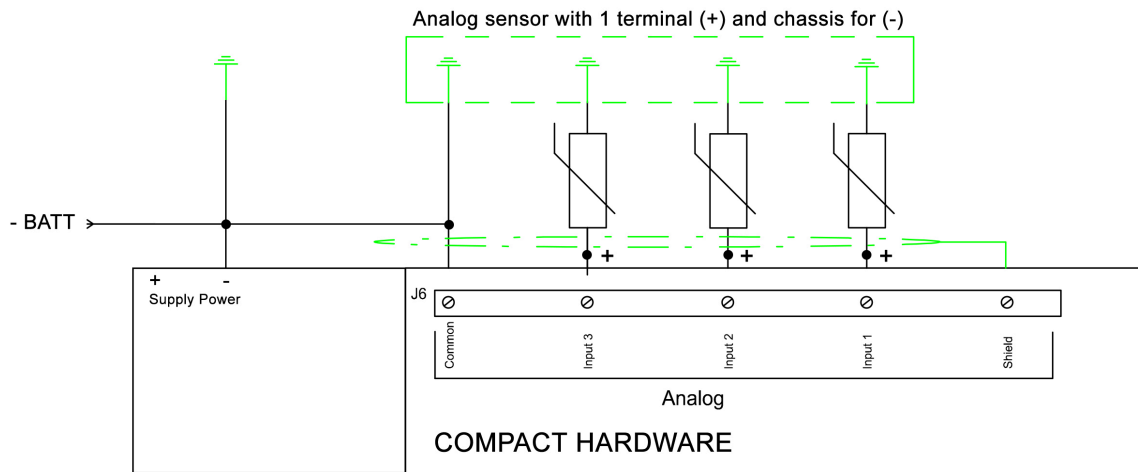 Analog sensor with 1 terminal (+) and chassis for (-)
- BATT
+ + +
+ -
Supply Power
J6
Common
Input 3
Input 2
Input 1
Shield
Analog
COMPACT HARDWARE